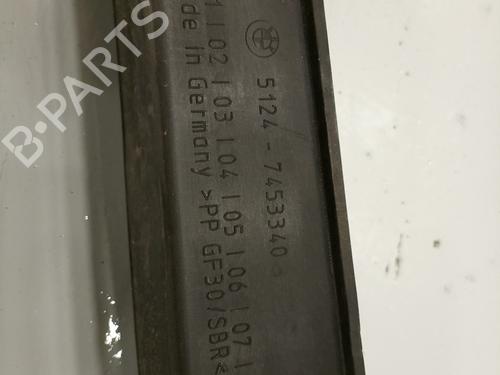 5124 - 7453340
1 | 02 | 03 | 04 | 05 | 06 | 07 |
de in Germany >PP GF30/SBR<
B-PARTS